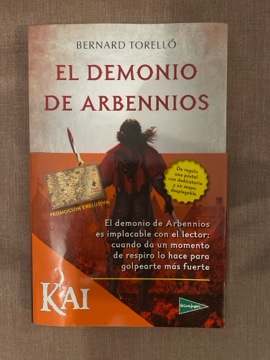 BERNARD TORELLÓ
EL DEMONIO
DE ARBENNIOS
De regalo
una postal
con dedicatoria
y un mapa
desplegable
PROMOCIÓN EXCLUSIVA
El demonio de Arbennios
es implacable con el lector;
cuando da un momento
de respiro lo hace para
golpearte más fuerte
KAI
El Corte Inglés